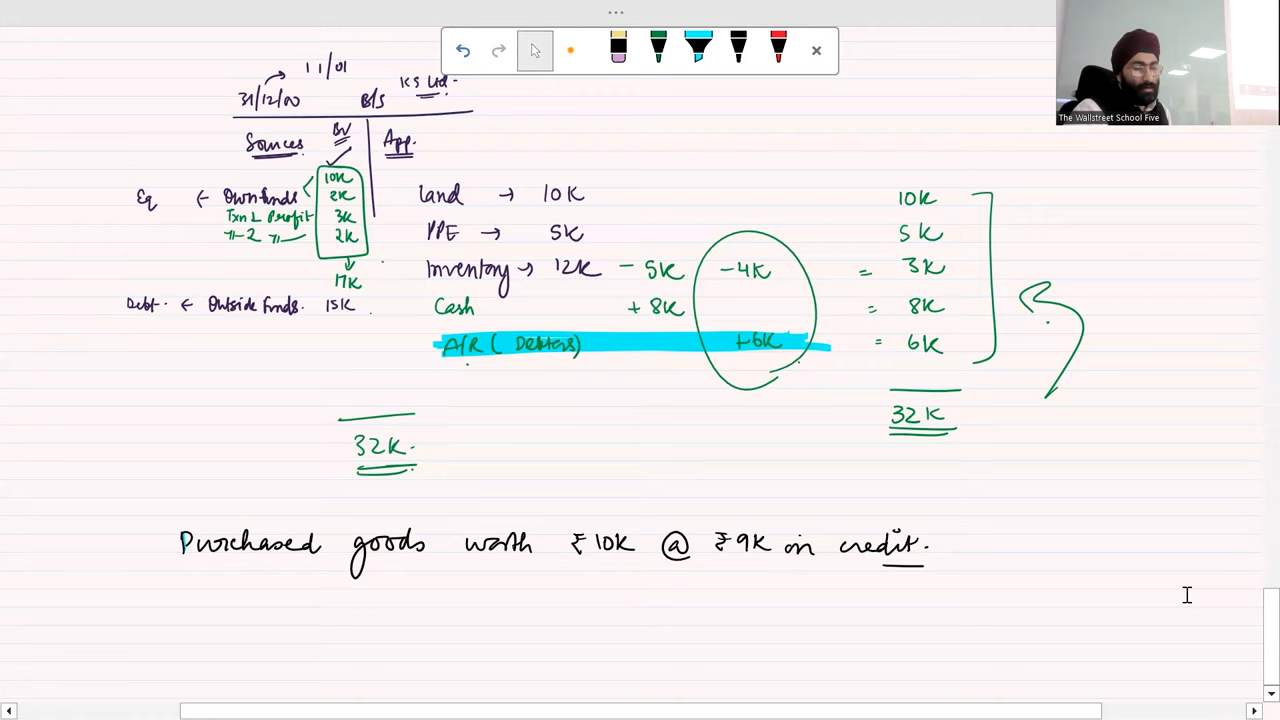 1 1/01
31/12/00 B/S KS Ltd.
Sources BV App.
10K
Eq ← Own funds 2K Land → 10K 10K
Txn 1 Profit 3K
-2 2K PPE → 5K 5K
17K Inventory → 12K - 5K - 4K = 3K
Debt. ← Outside funds. 15K. Cash + 8K = 8K
A/R ( Debtors) + 6K = 6K
32K
32K.
Purchased goods worth ₹10K @ ₹9K on credit.
The Wallstreet School Five